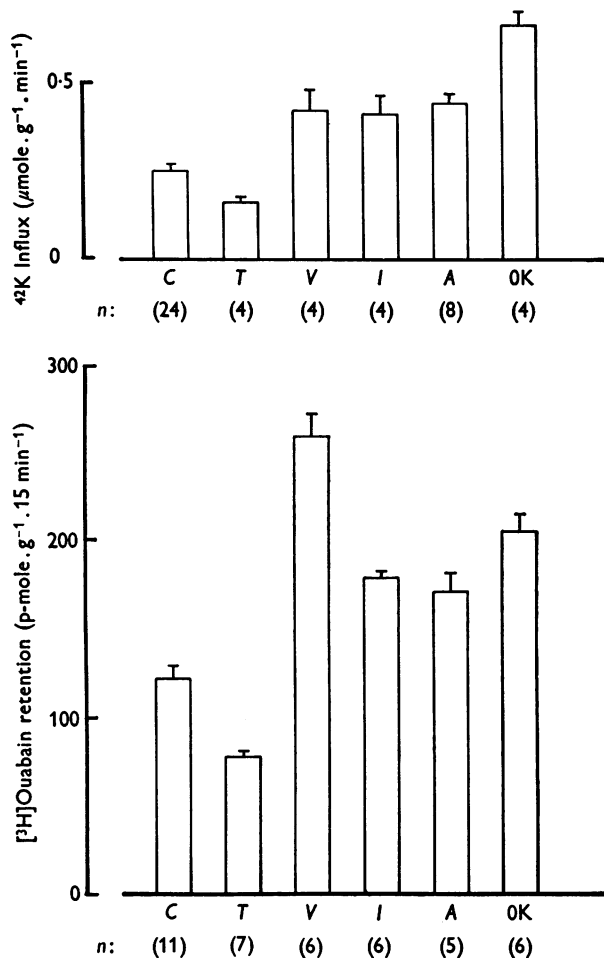 ⁴²K Influx (μmole.g⁻¹.min⁻¹)
0·5
0
C T V I A 0K
n: (24) (4) (4) (4) (8) (4)
[³H]Ouabain retention (p-mole.g⁻¹.15 min⁻¹)
300
200
100
0
C T V I A 0K
n: (11) (7) (6) (6) (5) (6)